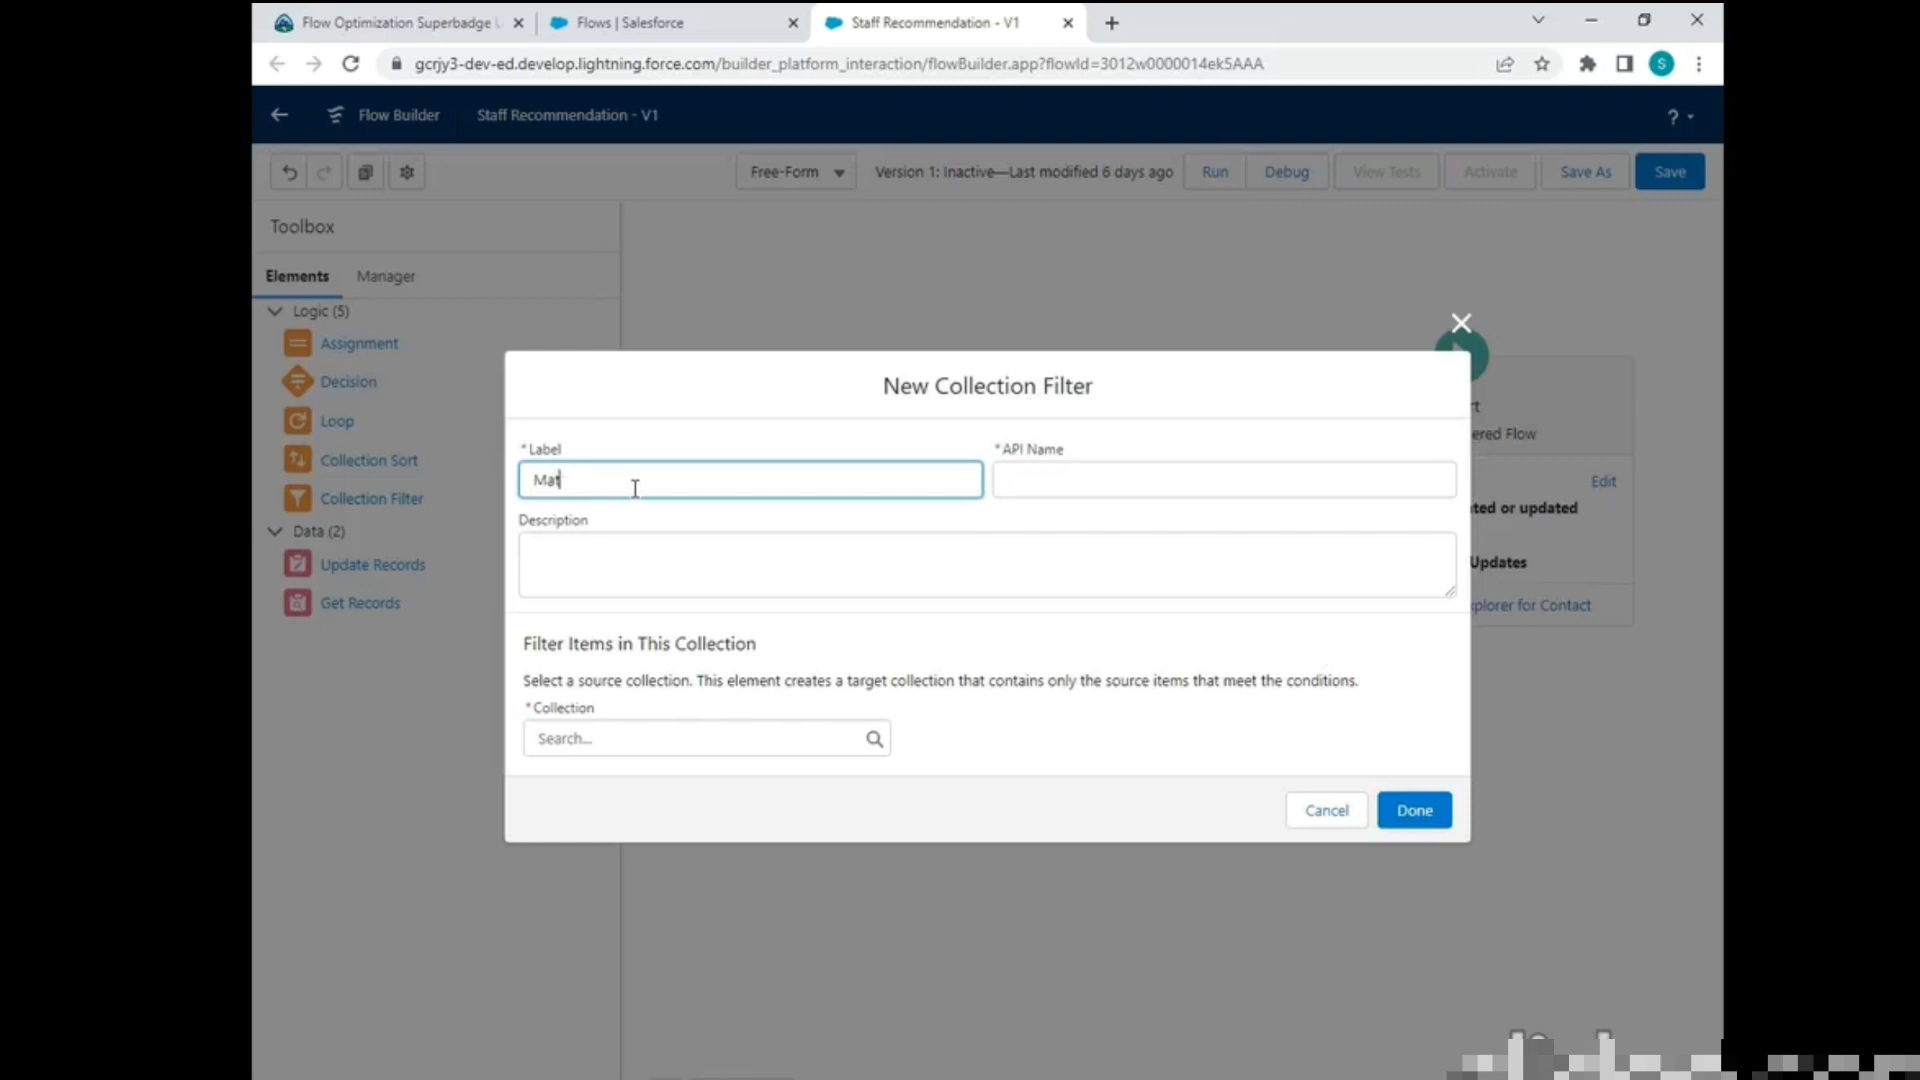 Flow Optimization Superbadge
Flows | Salesforce
Staff Recommendation - V1
gcrjy3-dev-ed.develop.lightning.force.com/builder_platform_interaction/flowBuilder.app?flowId=3012w0000014ek5AAA
S
Flow Builder
Staff Recommendation - V1
?
Free-Form
Version 1: Inactive—Last modified 6 days ago
Run
Debug
View Tests
Activate
Save As
Save
Toolbox
Elements
Manager
Logic (5)
Assignment
Decision
Loop
Collection Sort
Collection Filter
Data (2)
Update Records
Get Records
New Collection Filter
*Label
*API Name
Mat
Description
Filter Items in This Collection
Select a source collection. This element creates a target collection that contains only the source items that meet the conditions.
*Collection
Search...
Cancel
Done
rt
ered Flow
Edit
ted or updated
Updates
plorer for Contact